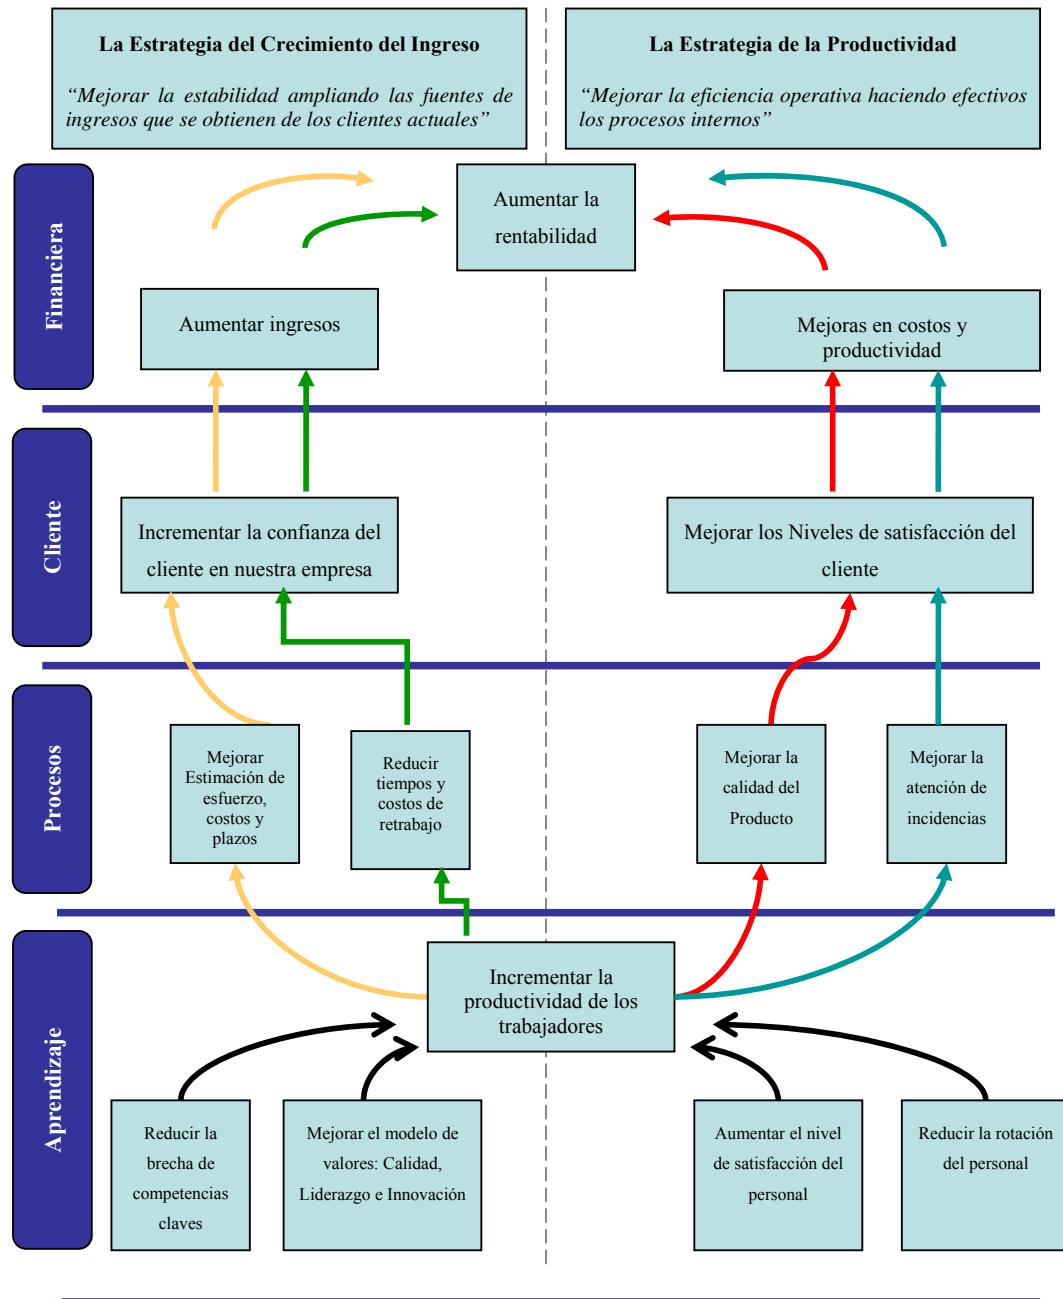 La Estrategia del Crecimiento del Ingreso
“Mejorar la estabilidad ampliando las fuentes de
ingresos que se obtienen de los clientes actuales”
La Estrategia de la Productividad
“Mejorar la eficiencia operativa haciendo efectivos
los procesos internos”
Financiera
Aumentar la
rentabilidad
Aumentar ingresos
Mejoras en costos y
productividad
Cliente
Incrementar la confianza del
cliente en nuestra empresa
Mejorar los Niveles de satisfacción del
cliente
Procesos
Mejorar
Estimación de
esfuerzo,
costos y
plazos
Reducir
tiempos y
costos de
retrabajo
Mejorar la
calidad del
Producto
Mejorar la
atención de
incidencias
Aprendizaje
Incrementar la
productividad de los
trabajadores
Reducir la
brecha de
competencias
claves
Mejorar el modelo de
valores: Calidad,
Liderazgo e Innovación
Aumentar el nivel
de satisfacción del
personal
Reducir la rotación
del personal